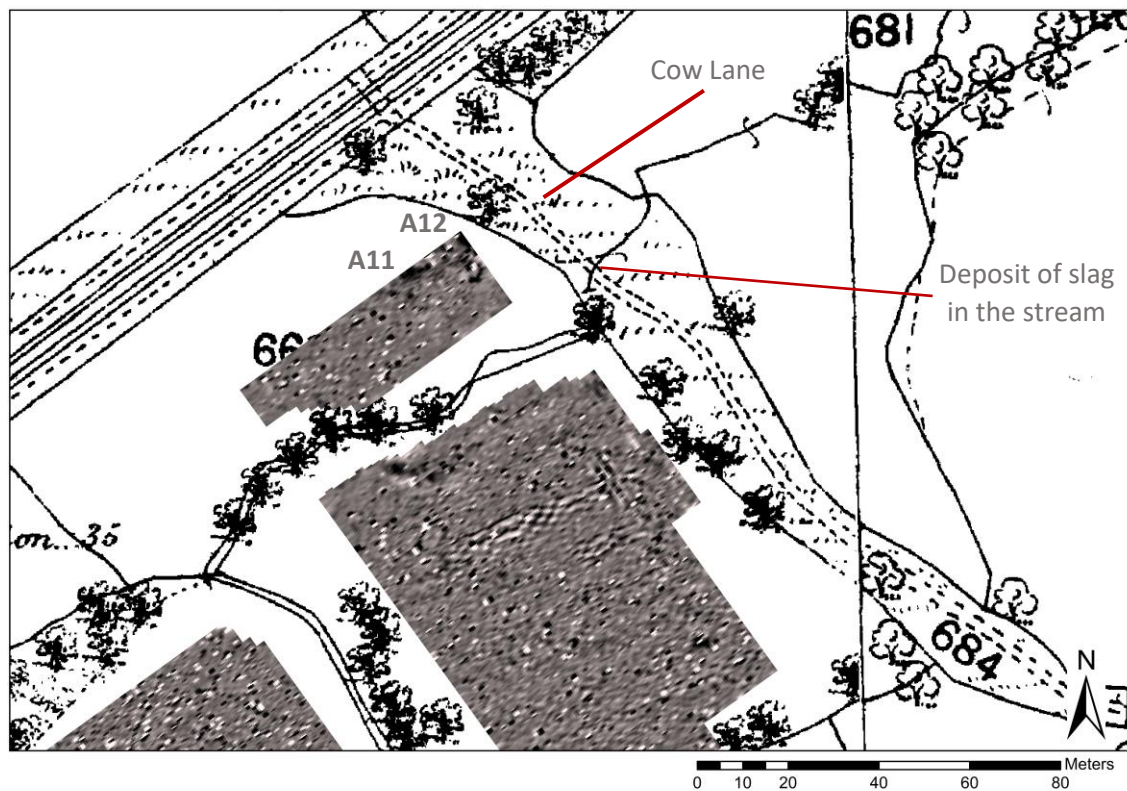 681
Cow Lane
A12
A11
Deposit of slag
in the stream
66
on. 35
684
N
Meters
0 10 20 40 60 80